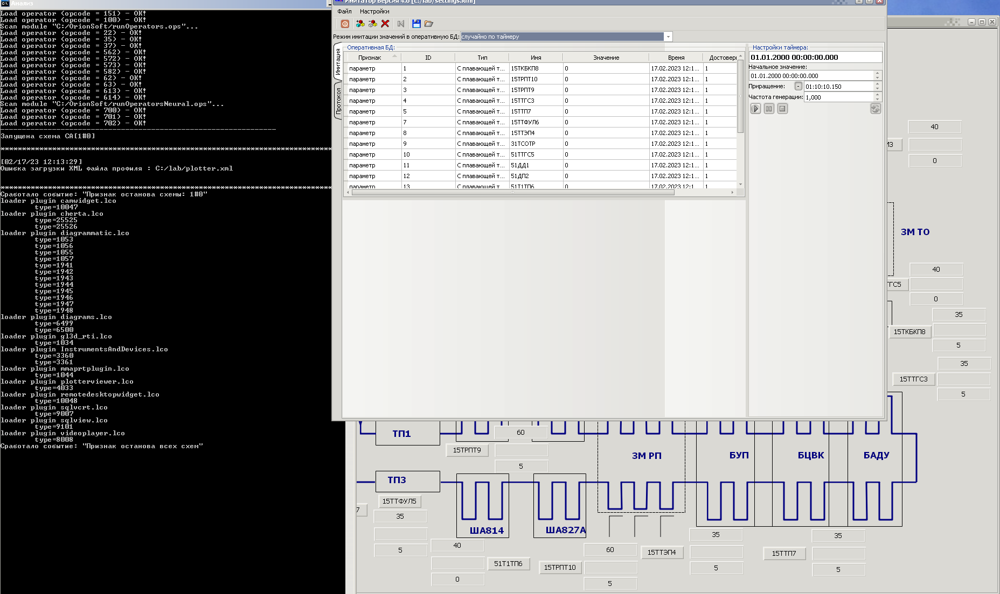 Анализ
Load operator (opcode = 151) - OK!
Load operator (opcode = 100) - OK!
Scan module "C:/OrionSoft/runOperators.ops"...
Load operator (opcode = 22) - OK!
Load operator (opcode = 35) - OK!
Load operator (opcode = 37) - OK!
Load operator (opcode = 562) - OK!
Load operator (opcode = 572) - OK!
Load operator (opcode = 573) - OK!
Load operator (opcode = 582) - OK!
Load operator (opcode = 62) - OK!
Load operator (opcode = 63) - OK!
Load operator (opcode = 613) - OK!
Load operator (opcode = 614) - OK!
Scan module "C:/OrionSoft/runOperatorsNeural.ops"...
Load operator (opcode = 700) - OK!
Load operator (opcode = 701) - OK!
Load operator (opcode = 702) - OK!
Запущена схема СА[1#0]
[02/17/23 12:13:29]
Ошибка загрузки XML файла профиля : C:/lab/plotter.xml
Сработало событие: "Признак останова схемы: 1#0"
loader plugin camwidget.lco
type=10047
loader plugin cherta.lco
type=25525
type=25526
loader plugin diagrammatic.lco
type=1053
type=1056
type=1055
type=1057
type=1941
type=1942
type=1943
type=1944
type=1945
type=1946
type=1947
type=1948
loader plugin diagrams.lco
type=6499
type=6500
loader plugin gl3d_rti.lco
type=1034
loader plugin InstrumentsAndDevices.lco
type=3360
type=3361
loader plugin mmaprtplugin.lco
type=1044
loader plugin plotterviewer.lco
type=4033
loader plugin remotedesktopwidget.lco
type=10048
loader plugin sqlvcrt.lco
type=9007
loader plugin sqlview.lco
type=9101
loader plugin videoplayer.lco
type=8008
Сработало событие: "Признак останова всех схем"
Имитатор Версия 4.0 [C:/lab/settings.xml]
Файл Настройки
Режим имитации значений в оперативную БД: случайно по таймеру
Имитация
Протокол
Оперативная БД:
Признак ID Тип Имя Значение Время Достовер
параметр 1 С плавающей т... 15ТКБКП8 0 17.02.2023 12:1... 1
параметр 2 С плавающей т... 15ТРПТ10 0 17.02.2023 12:1... 1
параметр 3 С плавающей т... 15ТРПТ9 0 17.02.2023 12:1... 1
параметр 4 С плавающей т... 15ТТГС3 0 17.02.2023 12:1... 1
параметр 5 С плавающей т... 15ТТП7 0 17.02.2023 12:1... 1
параметр 7 С плавающей т... 15ТТФУЛ6 0 17.02.2023 12:1... 1
параметр 8 С плавающей т... 15ТТЭП4 0 17.02.2023 12:1... 1
параметр 9 С плавающей т... 31ТСОТР 0 17.02.2023 12:1... 1
параметр 10 С плавающей т... 51ТТГС5 0 17.02.2023 12:1... 1
параметр 11 С плавающей т... 51ДД1 0 17.02.2023 12:1... 1
параметр 12 С плавающей т... 51ДП2 0 17.02.2023 12:1... 1
параметр 13 С плавающей т... 51Т1ТП6 0 17.02.2023 12:1... 1
Настройки таймера:
01.01.2000 00:00:00.000
Начальное значение:
01.01.2000 00:00:00.000
Приращение: - 01:10:10.150
Частота генерации: 1,000
40
0
ЗМ ТО
40
ГС5
0
35
15ТКБКП8
5
35
15ТТГС3
5
ТП1
60
15ТРПТ9
5
ЗМ РП
БУП
БЦВК
БАДУ
ТП3
15ТТФУЛ5
7
35
5
ША814
ША827А
40
51Т1ТП6
0
15ТРПТ10
60
5
15ТТЭП4
35
5
15ТТП7
35
5